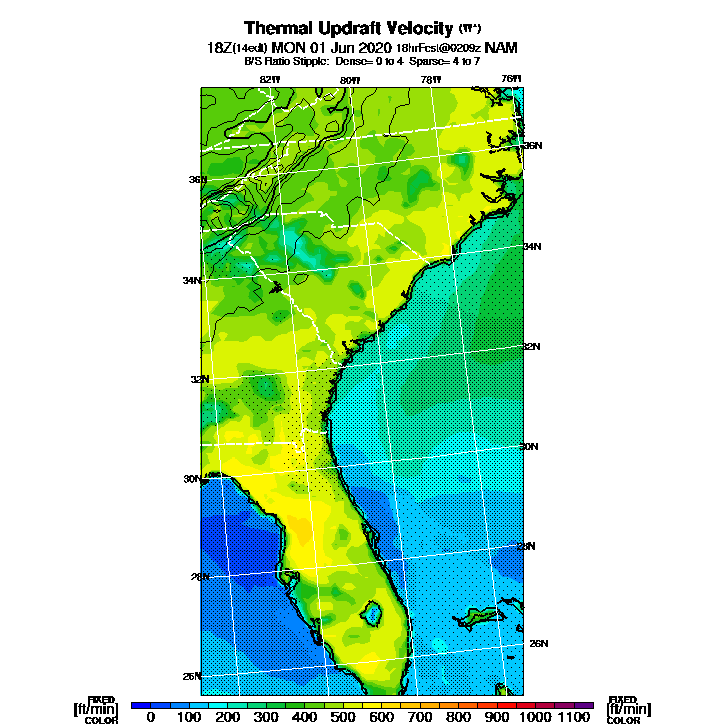 Thermal Updraft Velocity (W*)
18Z(14edt) MON 01 Jun 2020 18hrFcst@0209z NAM
B/S Ratio Stipple: Dense= 0 to 4 Sparse= 4 to 7
82W 80W 78W 76W
36N
36N
34N
34N
32N
32N
30N
30N
28N
28N
26N
26N
FIXED FIXED
[ft/min] [ft/min]
COLOR COLOR
0 100 200 300 400 500 600 700 800 900 1000 1100